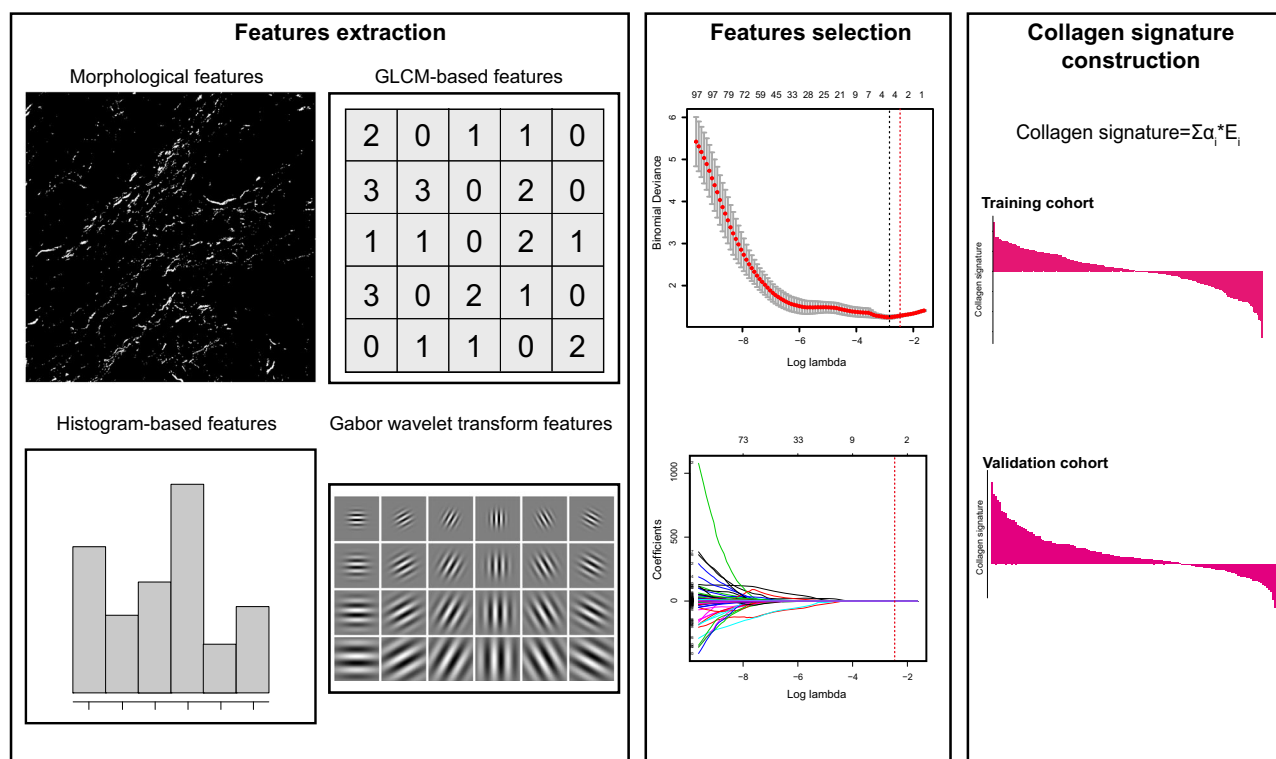 Features extraction
Morphological features
GLCM-based features
2 0 1 1 0
3 3 0 2 0
1 1 0 2 1
3 0 2 1 0
0 1 1 0 2
Histogram-based features
Gabor wavelet transform features
Features selection
97 97 79 72 59 45 33 28 25 21 9 7 4 4 2 1
Binomial Deviance
6
5
4
3
2
−8 −6 −4 −2
Log lambda
73 33 9 2
Coefficients
1000
500
0
−8 −6 −4 −2
Log lambda
Collagen signature
construction
Collagen signature=Σαi*Ei
Training cohort
Collagen signature
Validation cohort
Collagen signature